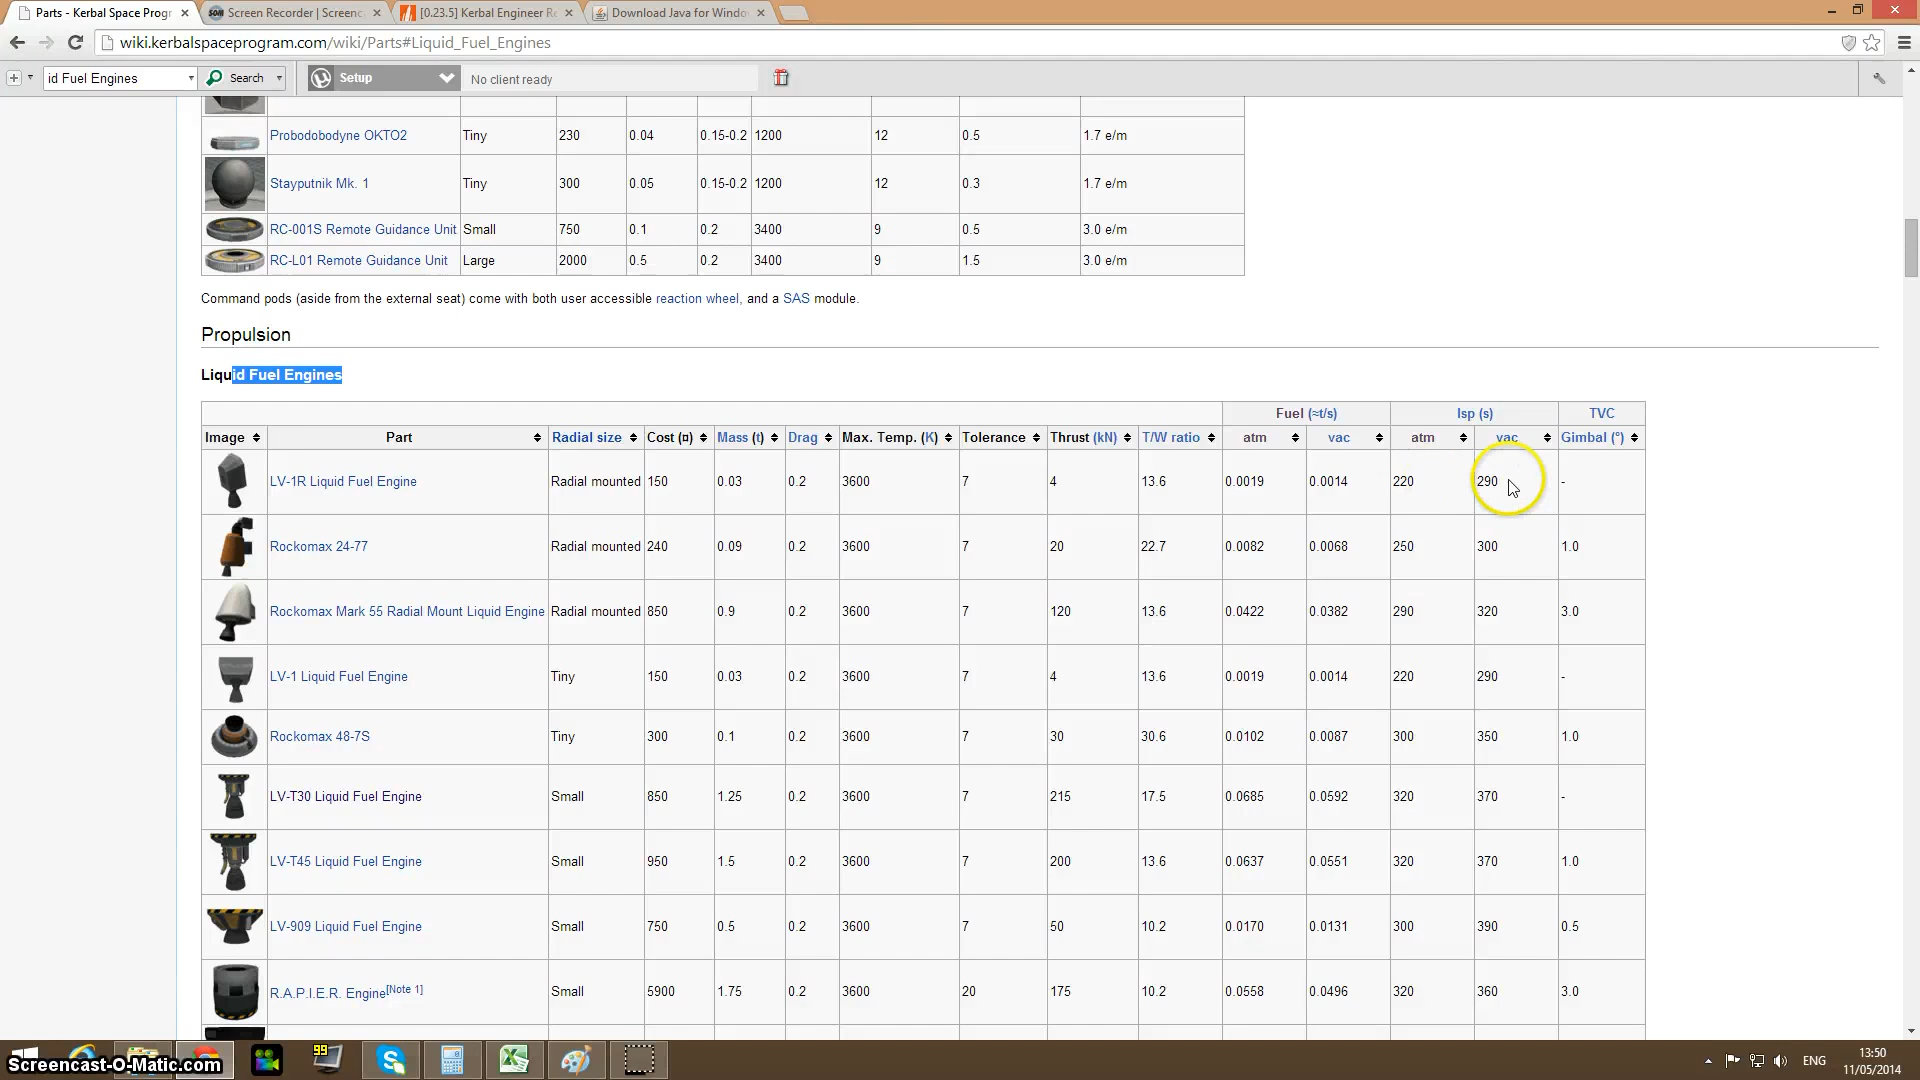 Parts - Kerbal Space Progr
Screen Recorder | Screenc
[0.23.5] Kerbal Engineer Re
Download Java for Windo
wiki.kerbalspaceprogram.com/wiki/Parts#Liquid_Fuel_Engines
id Fuel Engines Search Setup No client ready
Probodobodyne OKTO2 Tiny 230 0.04 0.15-0.2 1200 12 0.5 1.7 e/m
Stayputnik Mk. 1 Tiny 300 0.05 0.15-0.2 1200 12 0.3 1.7 e/m
RC-001S Remote Guidance Unit Small 750 0.1 0.2 3400 9 0.5 3.0 e/m
RC-L01 Remote Guidance Unit Large 2000 0.5 0.2 3400 9 1.5 3.0 e/m
Command pods (aside from the external seat) come with both user accessible reaction wheel, and a SAS module.
Propulsion
Liquid Fuel Engines
Fuel (≈t/s) Isp (s) TVC
Image Part Radial size Cost (¤) Mass (t) Drag Max. Temp. (K) Tolerance Thrust (kN) T/W ratio atm vac atm vac Gimbal (°)
LV-1R Liquid Fuel Engine Radial mounted 150 0.03 0.2 3600 7 4 13.6 0.0019 0.0014 220 290 -
Rockomax 24-77 Radial mounted 240 0.09 0.2 3600 7 20 22.7 0.0082 0.0068 250 300 1.0
Rockomax Mark 55 Radial Mount Liquid Engine Radial mounted 850 0.9 0.2 3600 7 120 13.6 0.0422 0.0382 290 320 3.0
LV-1 Liquid Fuel Engine Tiny 150 0.03 0.2 3600 7 4 13.6 0.0019 0.0014 220 290 -
Rockomax 48-7S Tiny 300 0.1 0.2 3600 7 30 30.6 0.0102 0.0087 300 350 1.0
LV-T30 Liquid Fuel Engine Small 850 1.25 0.2 3600 7 215 17.5 0.0685 0.0592 320 370 -
LV-T45 Liquid Fuel Engine Small 950 1.5 0.2 3600 7 200 13.6 0.0637 0.0551 320 370 1.0
LV-909 Liquid Fuel Engine Small 750 0.5 0.2 3600 7 50 10.2 0.0170 0.0131 300 390 0.5
R.A.P.I.E.R. Engine[Note 1] Small 5900 1.75 0.2 3600 20 175 10.2 0.0558 0.0496 320 360 3.0
Screencast-O-Matic.com
99
ENG
13:50
11/05/2014